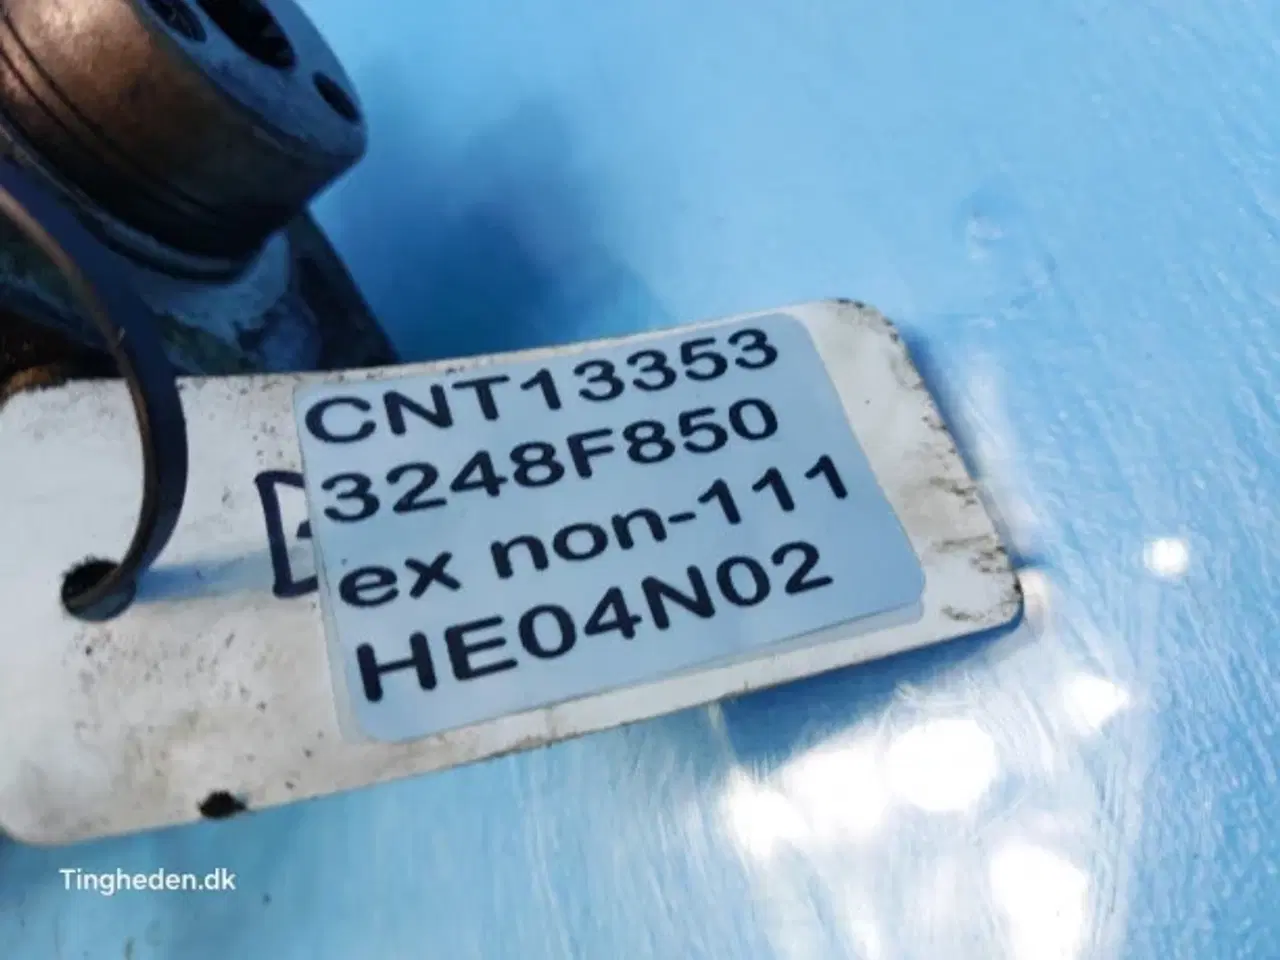 CNT13353
3248F850
ex non-111
HE04N02
Tingheden.dk